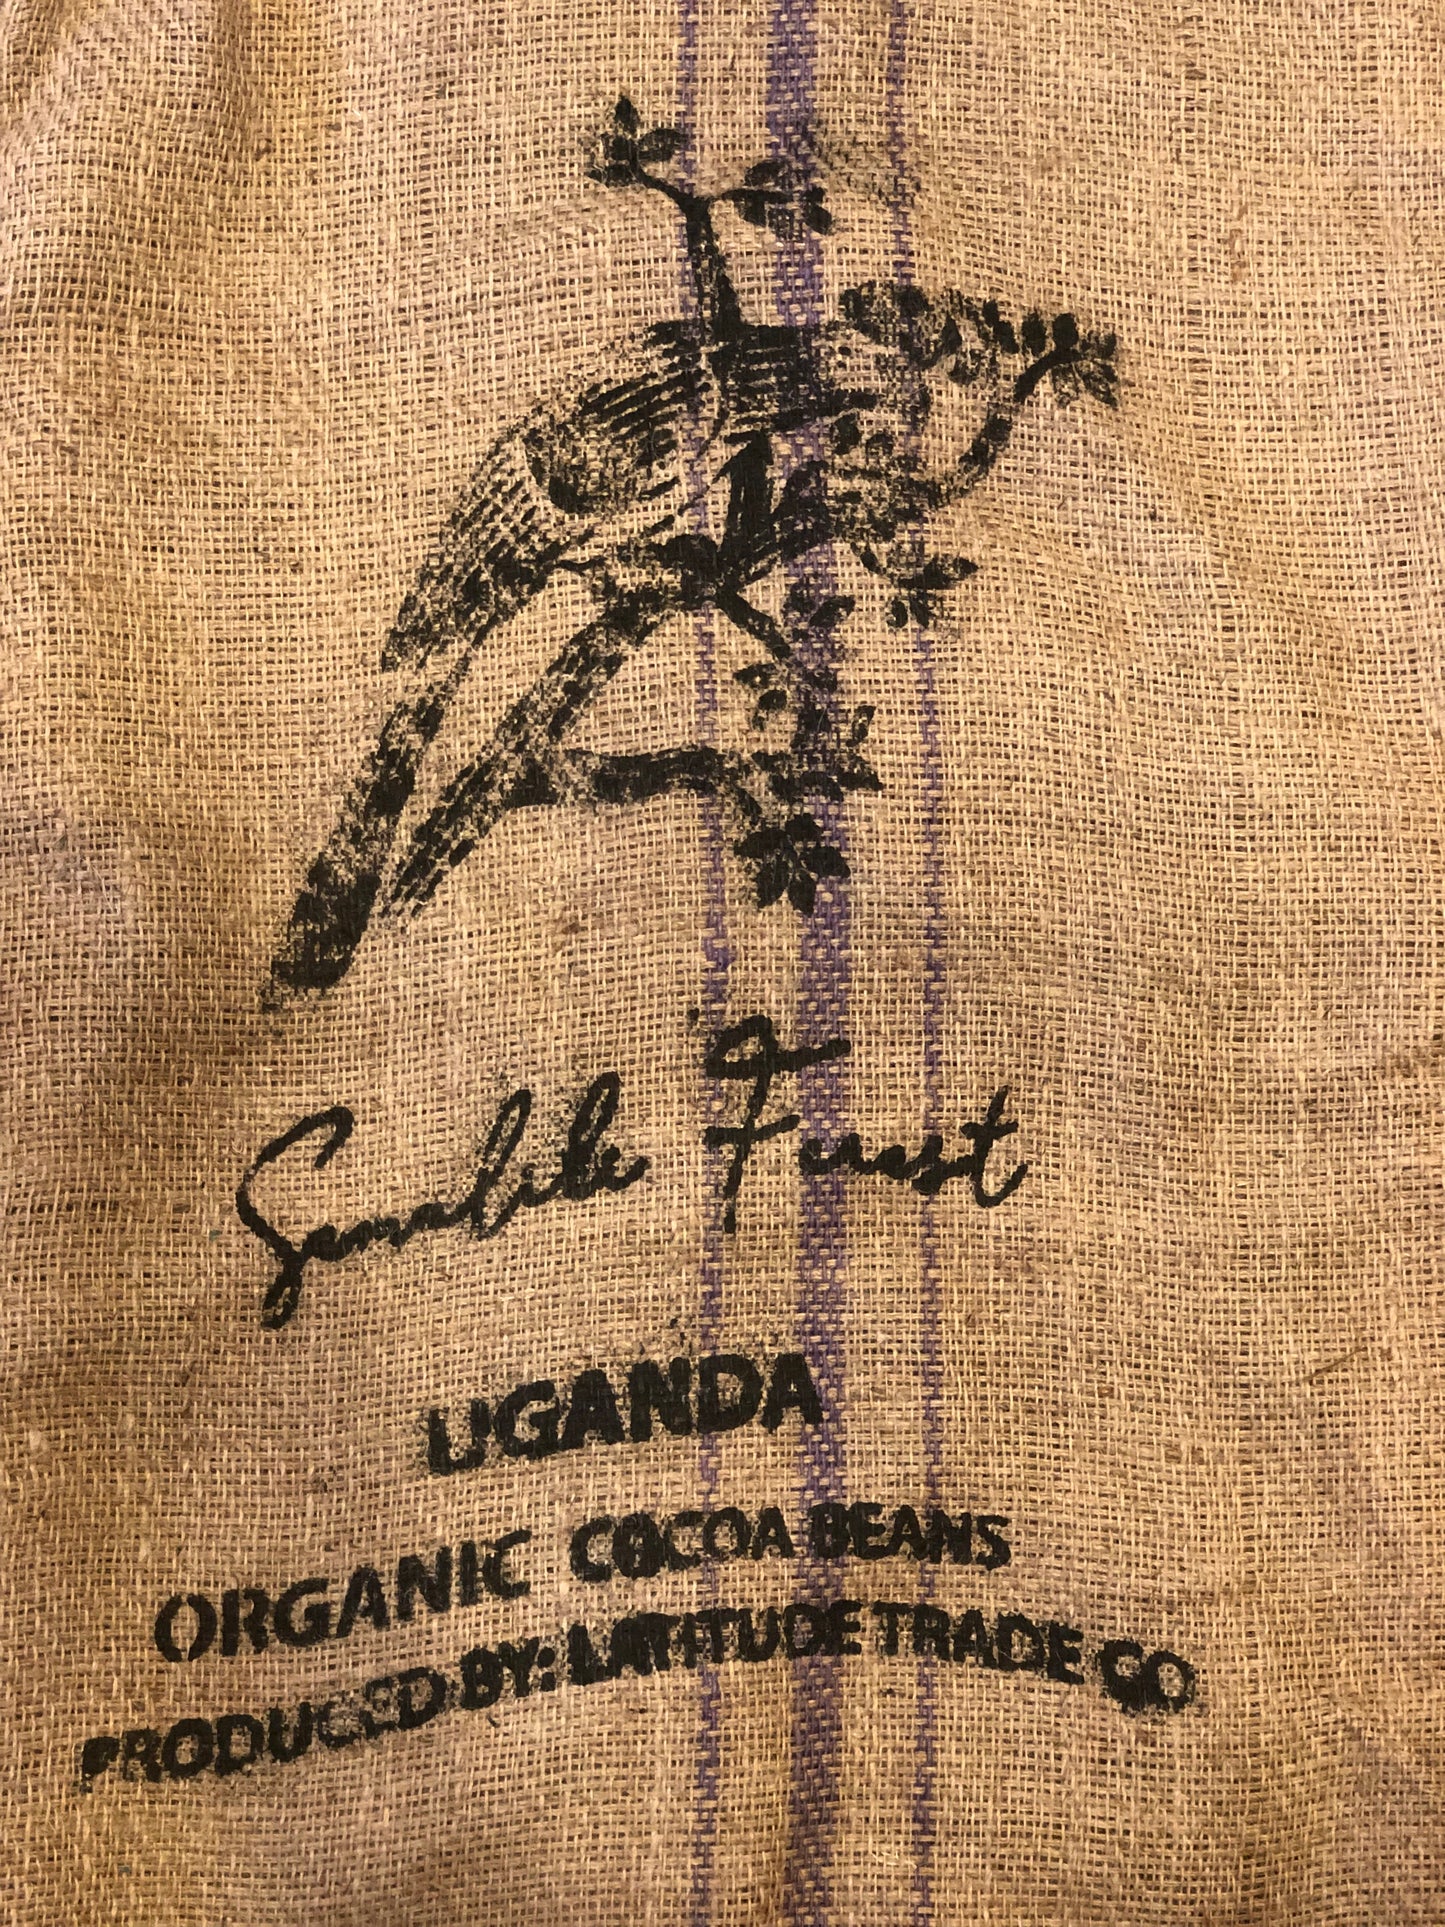 Semuliki Forest
UGANDA
ORGANIC COCOA BEANS
PRODUCED BY: LATITUDE TRADE CO